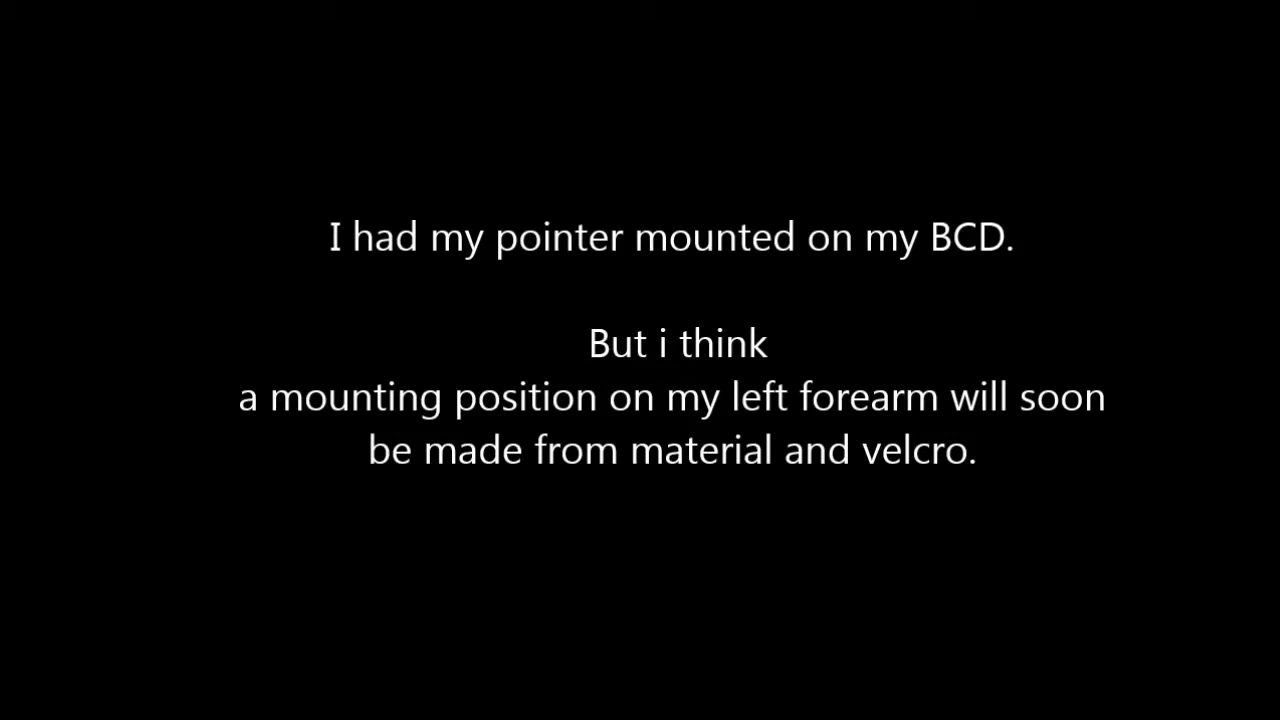 I had my pointer mounted on my BCD.
But i think
a mounting position on my left forearm will soon
be made from material and velcro.